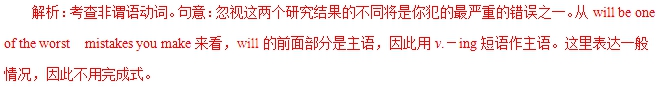 解析：考查非谓语动词。句意：忽视这两个研究结果的不同将是你犯的最严重的错误之一。从 will be one
of the worst mistakes you make 来看，will 的前面部分是主语，因此用 v.－ing 短语作主语。这里表达一般
情况，因此不用完成式。